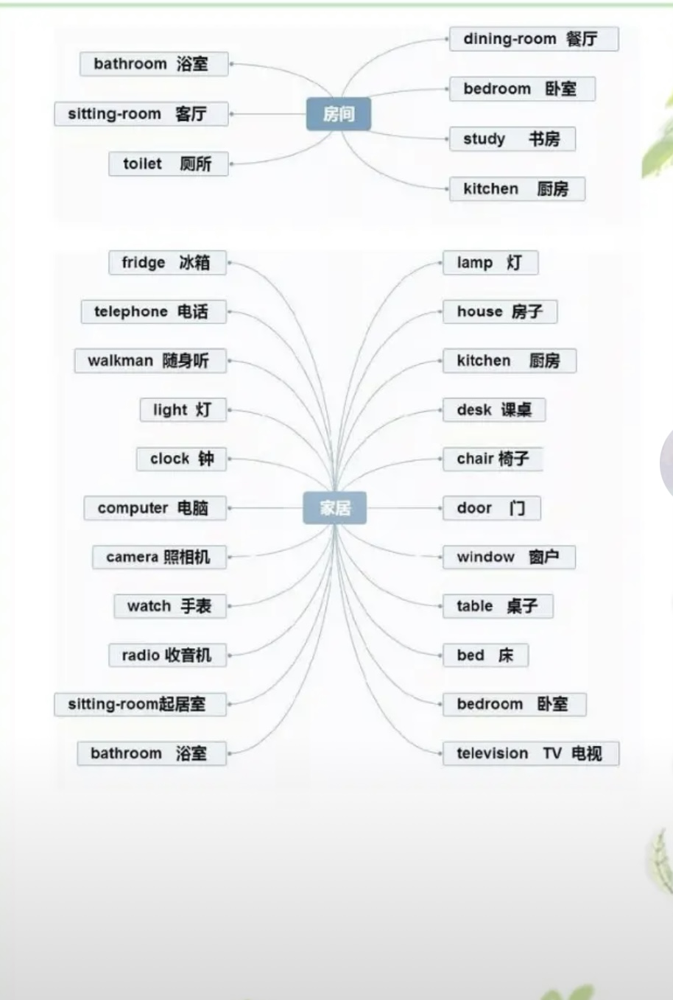 bathroom 浴室
sitting-room 客厅
toilet 厕所
房间
dining-room 餐厅
bedroom 卧室
study 书房
kitchen 厨房
fridge 冰箱
telephone 电话
walkman 随身听
light 灯
clock 钟
computer 电脑
camera 照相机
watch 手表
radio 收音机
sitting-room起居室
bathroom 浴室
家居
lamp 灯
house 房子
kitchen 厨房
desk 课桌
chair 椅子
door 门
window 窗户
table 桌子
bed 床
bedroom 卧室
television TV 电视